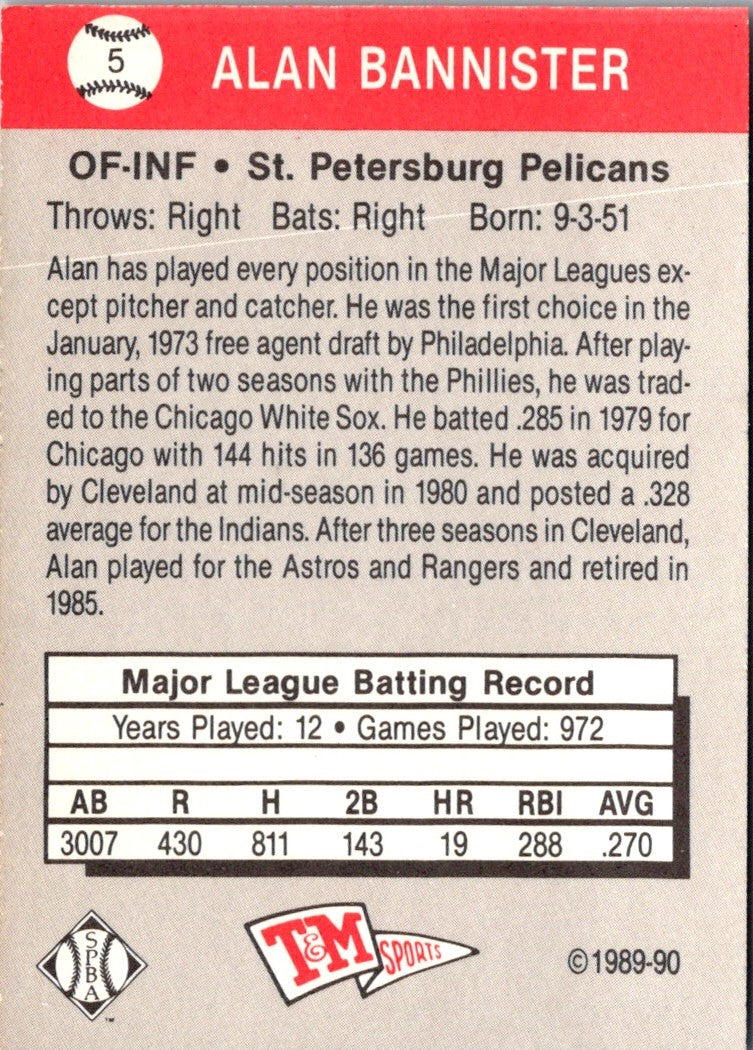 5
ALAN BANNISTER
OF-INF • St. Petersburg Pelicans
Throws: Right Bats: Right Born: 9-3-51
Alan has played every position in the Major Leagues ex-
cept pitcher and catcher. He was the first choice in the
January, 1973 free agent draft by Philadelphia. After play-
ing parts of two seasons with the Phillies, he was trad-
ed to the Chicago White Sox. He batted .285 in 1979 for
Chicago with 144 hits in 136 games. He was acquired
by Cleveland at mid-season in 1980 and posted a .328
average for the Indians. After three seasons in Cleveland,
Alan played for the Astros and Rangers and retired in
1985.
Major League Batting Record
Years Played: 12 • Games Played: 972
AB R H 2B HR RBI AVG
3007 430 811 143 19 288 .270
SPBA
™
T&M
SPORTS
©1989-90